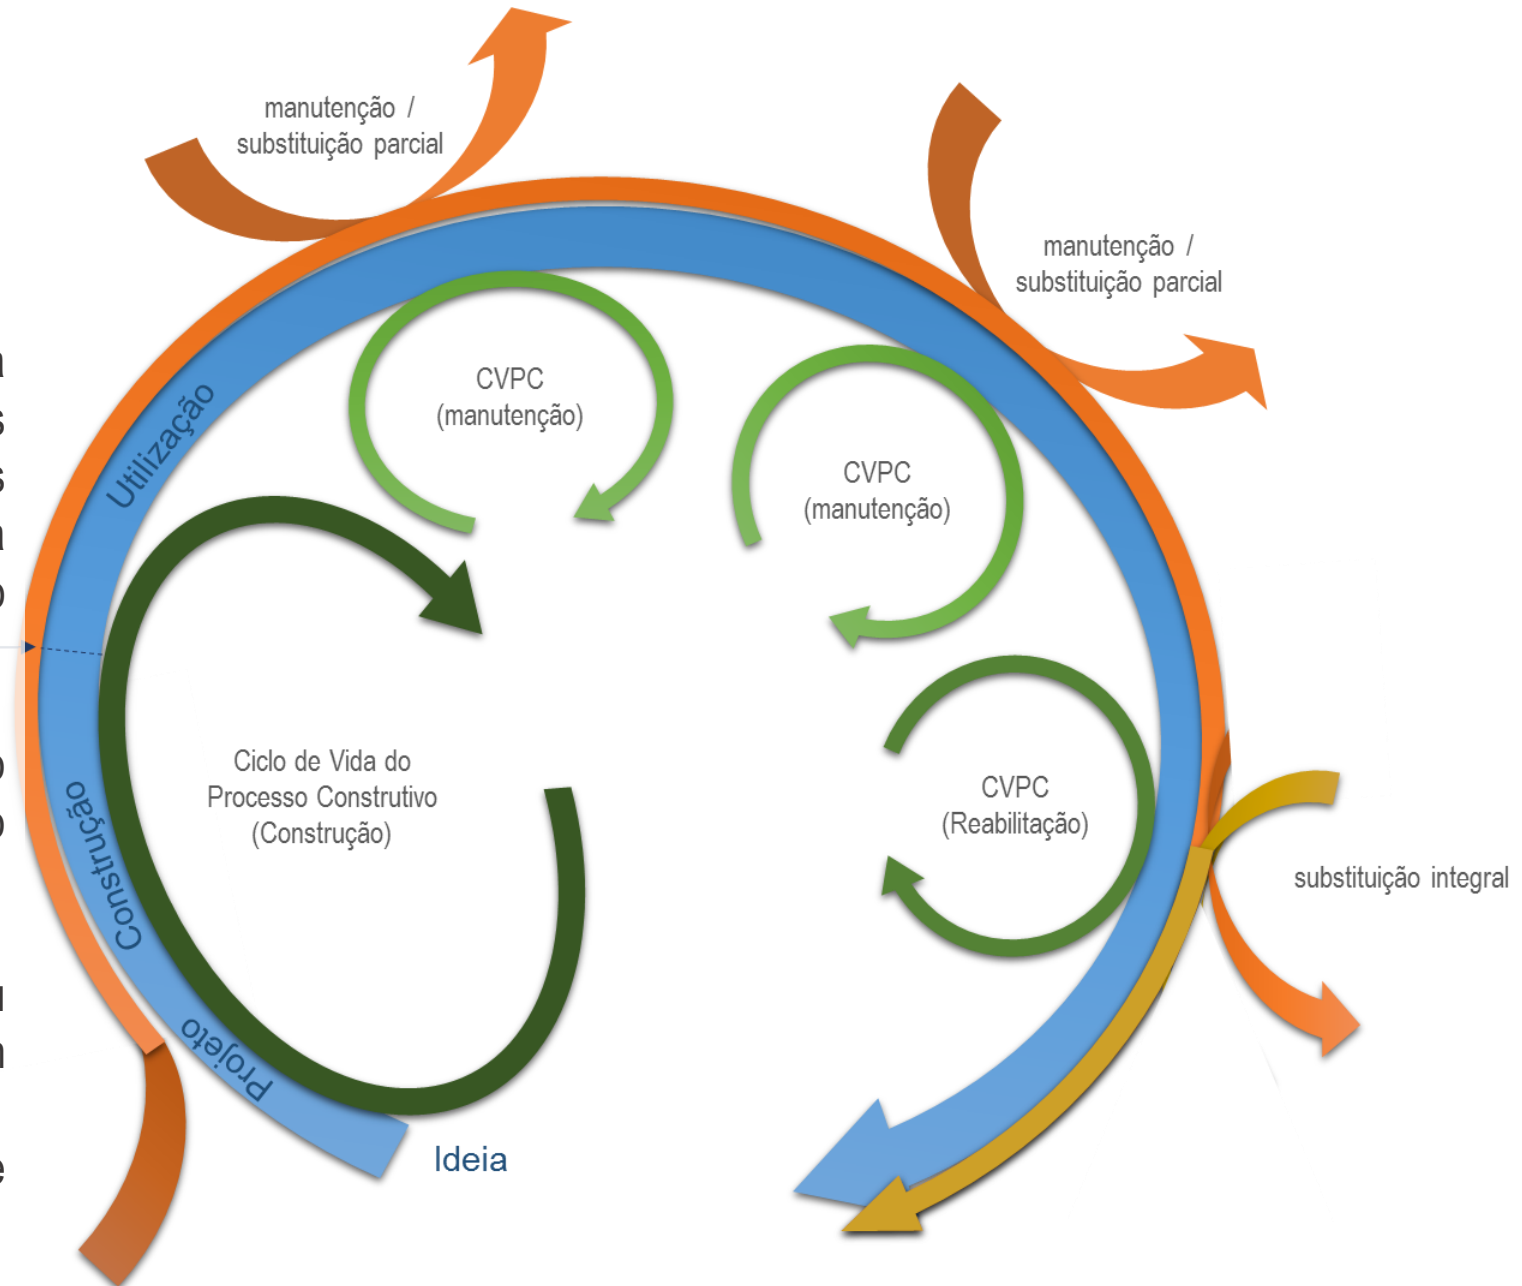 manutenção /
substituição parcial
manutenção /
substituição parcial
CVPC
(manutenção)
Utilização
CVPC
(manutenção)
Ciclo de Vida do
Processo Construtivo
(Construção)
CVPC
(Reabilitação)
Construção
substituição integral
Projeto
Ideia